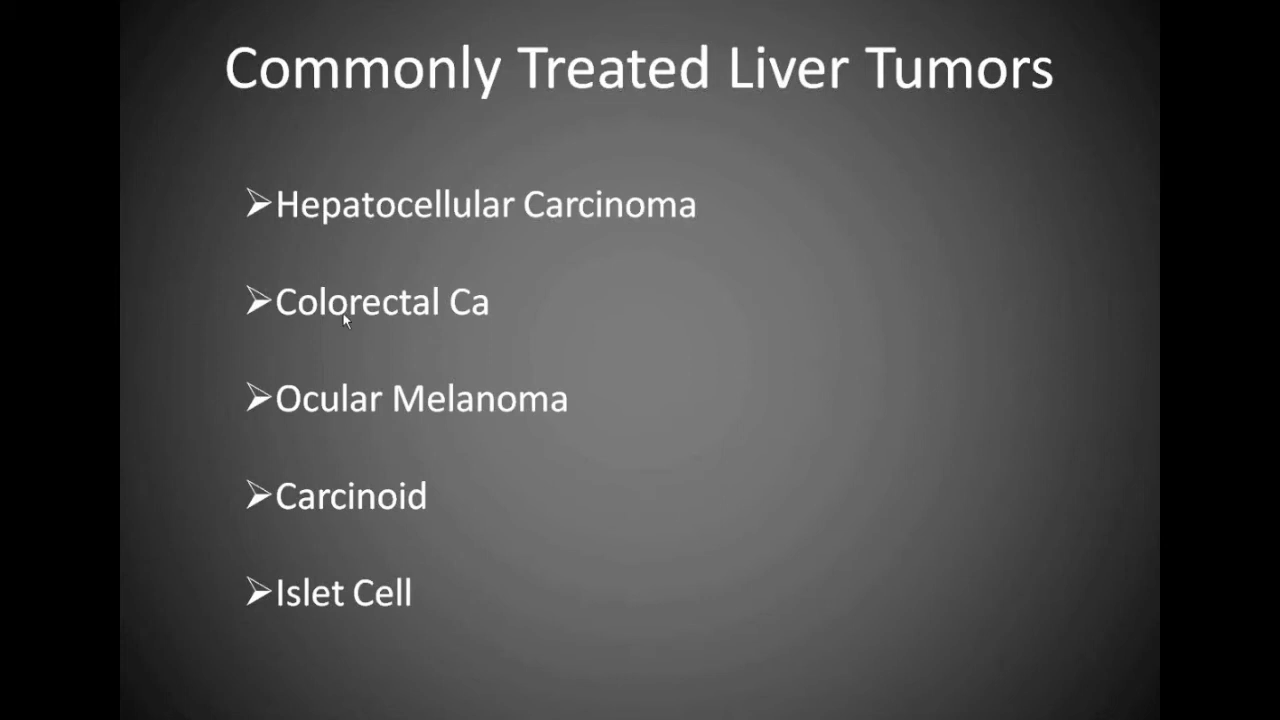 Commonly Treated Liver Tumors
➢Hepatocellular Carcinoma
➢Colorectal Ca
➢Ocular Melanoma
➢Carcinoid
➢Islet Cell